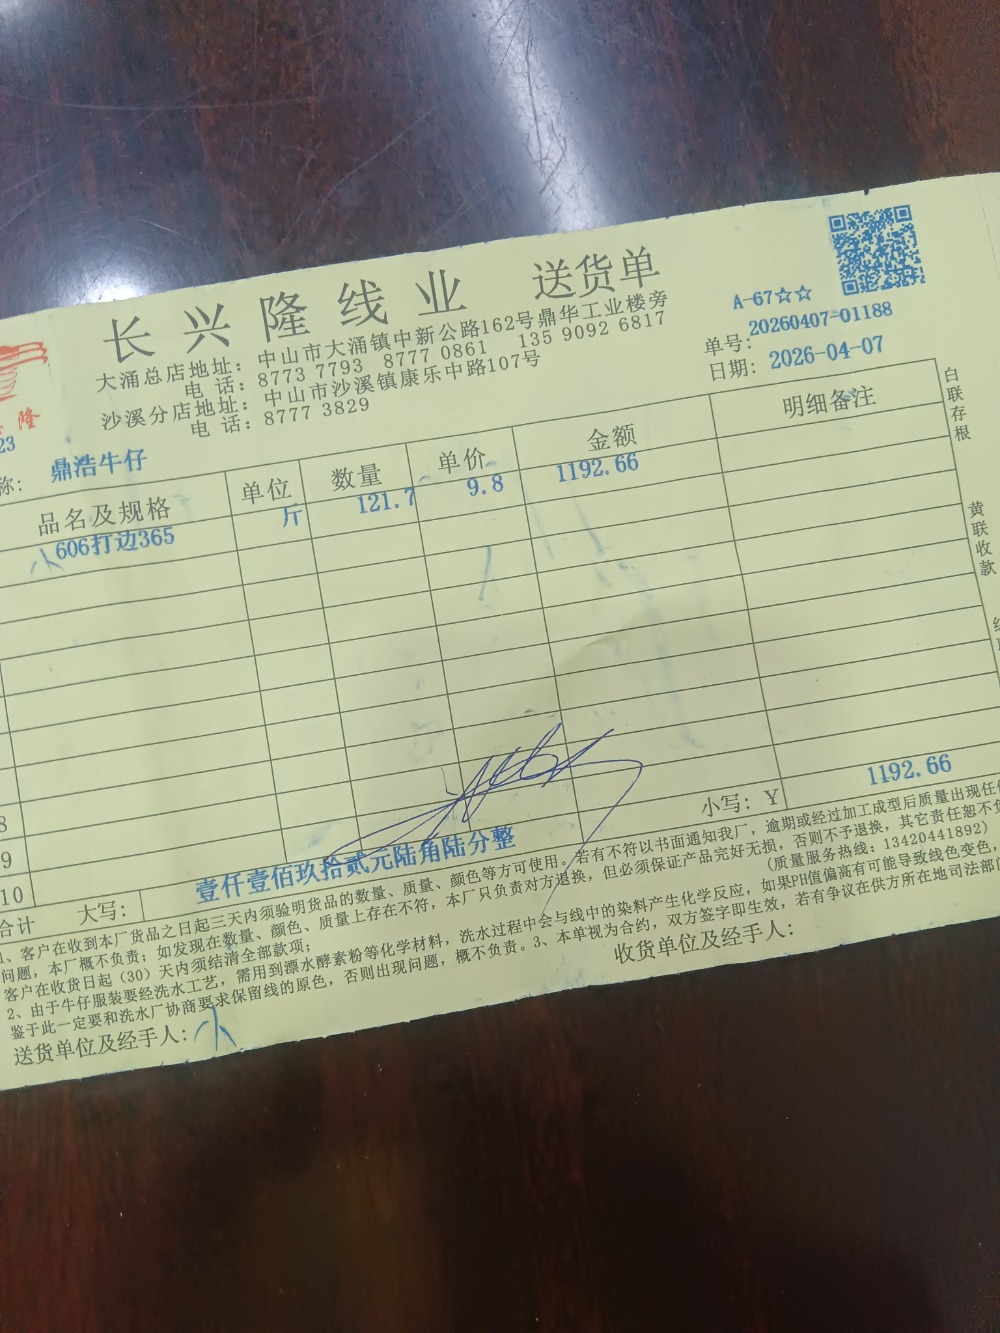 长兴隆线业 送货单
大涌总店地址：中山市大涌镇中新公路162号鼎华工业楼旁
电 话：8773 7793 8777 0861 135 9092 6817
沙溪分店地址：中山市沙溪镇康乐中路107号
电 话：8777 3829
A-67☆☆
单号：20260407-01188
日期：2026-04-07
隆
23
称：鼎浩牛仔
品名及规格 单位 数量 单价 金额 明细备注
606打边365 斤 121.7 9.8 1192.66
8
9
10
合计 大写：壹仟壹佰玖拾贰元陆角陆分整 小写：Y 1192.66
1、客户在收到本厂货品之日起三天内须验明货品的数量、质量、颜色等方可使用。若有不符以书面通知我厂，逾期或经过加工成型后质量出现任何
问题，本厂概不负责；如发现在数量、颜色、质量上存在不符，本厂只负责对方退换，但必须保证产品完好无损，否则不予退换，其它责任恕不负
客户在收货日起（30）天内须结清全部款项； （质量服务热线：13420441892）
2、由于牛仔服装要经洗水工艺，需用到漂水酵素粉等化学材料，洗水过程中会与线中的染料产生化学反应，如果PH值偏高有可能导致线色变色，
鉴于此一定要和洗水厂协商要求保留线的原色，否则出现问题，概不负责。3、本单视为合约，双方签字即生效，若有争议在供方所在地司法部门
送货单位及经手人： 收货单位及经手人：
白联存根
黄联收款